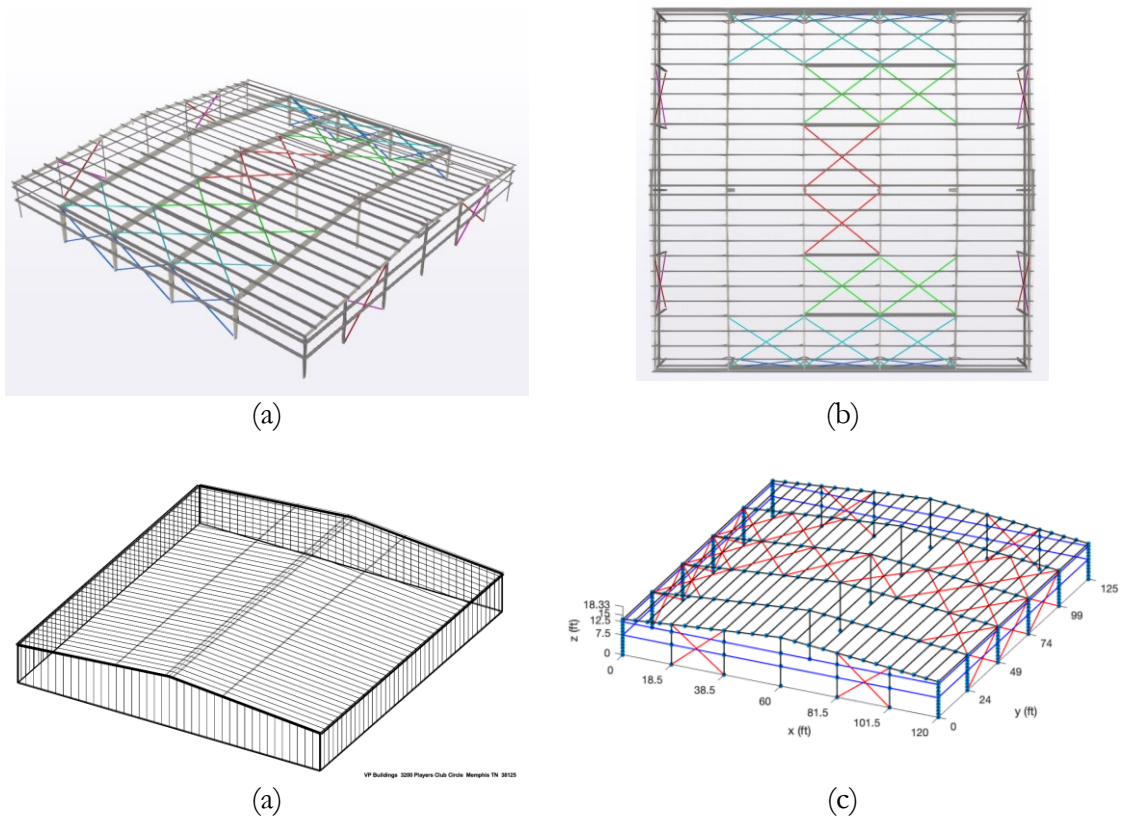 (a)
(b)
VP Buildings 3200 Players Club Circle Memphis TN 38125
(a)
18.33
15
12.5
7.5
0
z (ft)
0
18.5
38.5
60
81.5
101.5
120
x (ft)
0
24
49
74
99
125
y (ft)
(c)